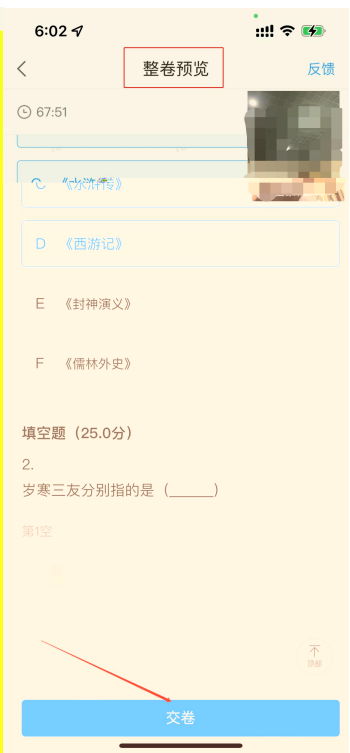 6:02
整卷预览
反馈
67:51
C 《水浒传》
D 《西游记》
E 《封神演义》
F 《儒林外史》
填空题（25.0分）
2.
岁寒三友分别指的是（______）
第1空
顶部
交卷